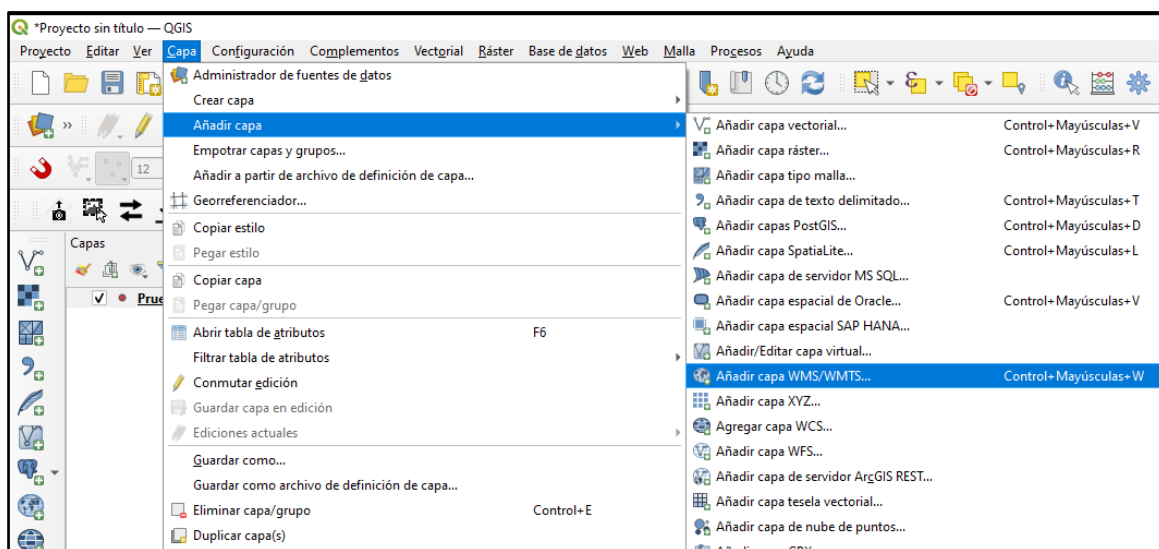 *Proyecto sin título — QGIS
Proyecto Editar Ver Capa Configuración Complementos Vectorial Ráster Base de datos Web Malla Procesos Ayuda
Administrador de fuentes de datos
Crear capa
Añadir capa
Empotrar capas y grupos...
Añadir a partir de archivo de definición de capa...
Georreferenciador...
Copiar estilo
Pegar estilo
Copiar capa
Pegar capa/grupo
Abrir tabla de atributos F6
Filtrar tabla de atributos
Conmutar edición
Guardar capa en edición
Ediciones actuales
Guardar como...
Guardar como archivo de definición de capa...
Eliminar capa/grupo Control+E
Duplicar capa(s)
Añadir capa vectorial... Control+Mayúsculas+V
Añadir capa ráster... Control+Mayúsculas+R
Añadir capa tipo malla...
Añadir capa de texto delimitado... Control+Mayúsculas+T
Añadir capas PostGIS... Control+Mayúsculas+D
Añadir capa SpatiaLite... Control+Mayúsculas+L
Añadir capa de servidor MS SQL...
Añadir capa espacial de Oracle... Control+Mayúsculas+V
Añadir capa espacial SAP HANA...
Añadir/Editar capa virtual...
Añadir capa WMS/WMTS... Control+Mayúsculas+W
Añadir capa XYZ...
Agregar capa WCS...
Añadir capa WFS...
Añadir capa de servidor ArcGIS REST...
Añadir capa tesela vectorial...
Añadir capa de nube de puntos...
12
Capas
Prue